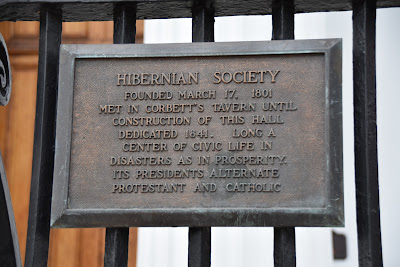 HIBERNIAN SOCIETY
FOUNDED MARCH 17, 1801
MET IN CORBETT'S TAVERN UNTIL
CONSTRUCTION OF THIS HALL
DEDICATED 1841. LONG A
CENTER OF CIVIC LIFE IN
DISASTERS AS IN PROSPERITY.
ITS PRESIDENTS ALTERNATE
PROTESTANT AND CATHOLIC